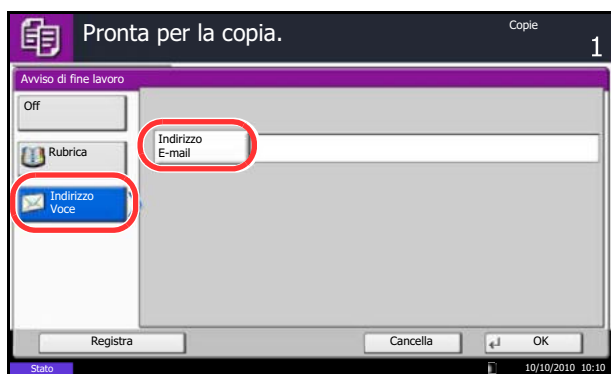 Pronta per la copia.
Copie
1
Avviso di fine lavoro
Off
Rubrica
Indirizzo
Voce
Indirizzo
E-mail
Registra
Cancella
OK
Stato
10/10/2010 10:10